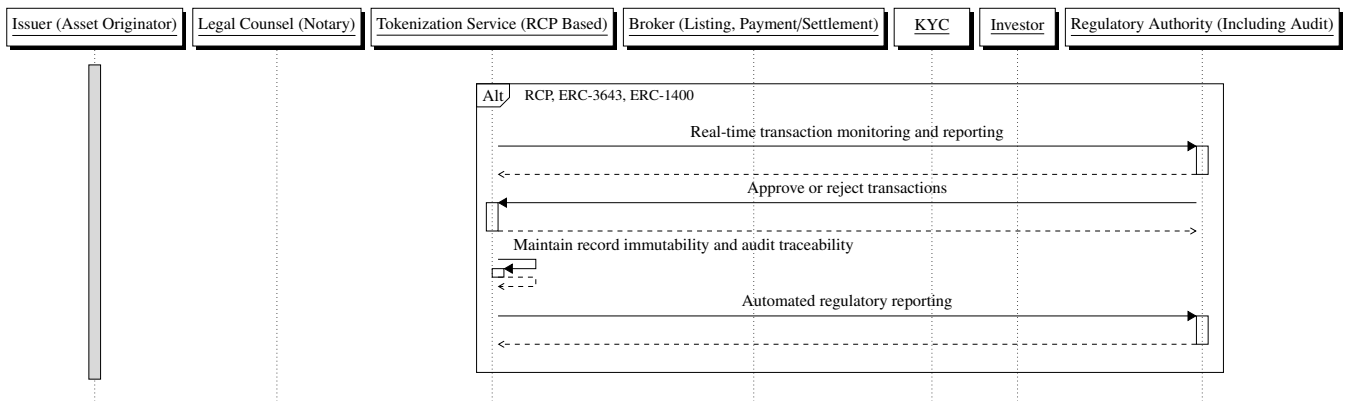 Issuer (Asset Originator)
Legal Counsel (Notary)
Tokenization Service (RCP Based)
Broker (Listing, Payment/Settlement)
KYC
Investor
Regulatory Authority (Including Audit)
Alt
RCP, ERC-3643, ERC-1400
Real-time transaction monitoring and reporting
Approve or reject transactions
Maintain record immutability and audit traceability
Automated regulatory reporting